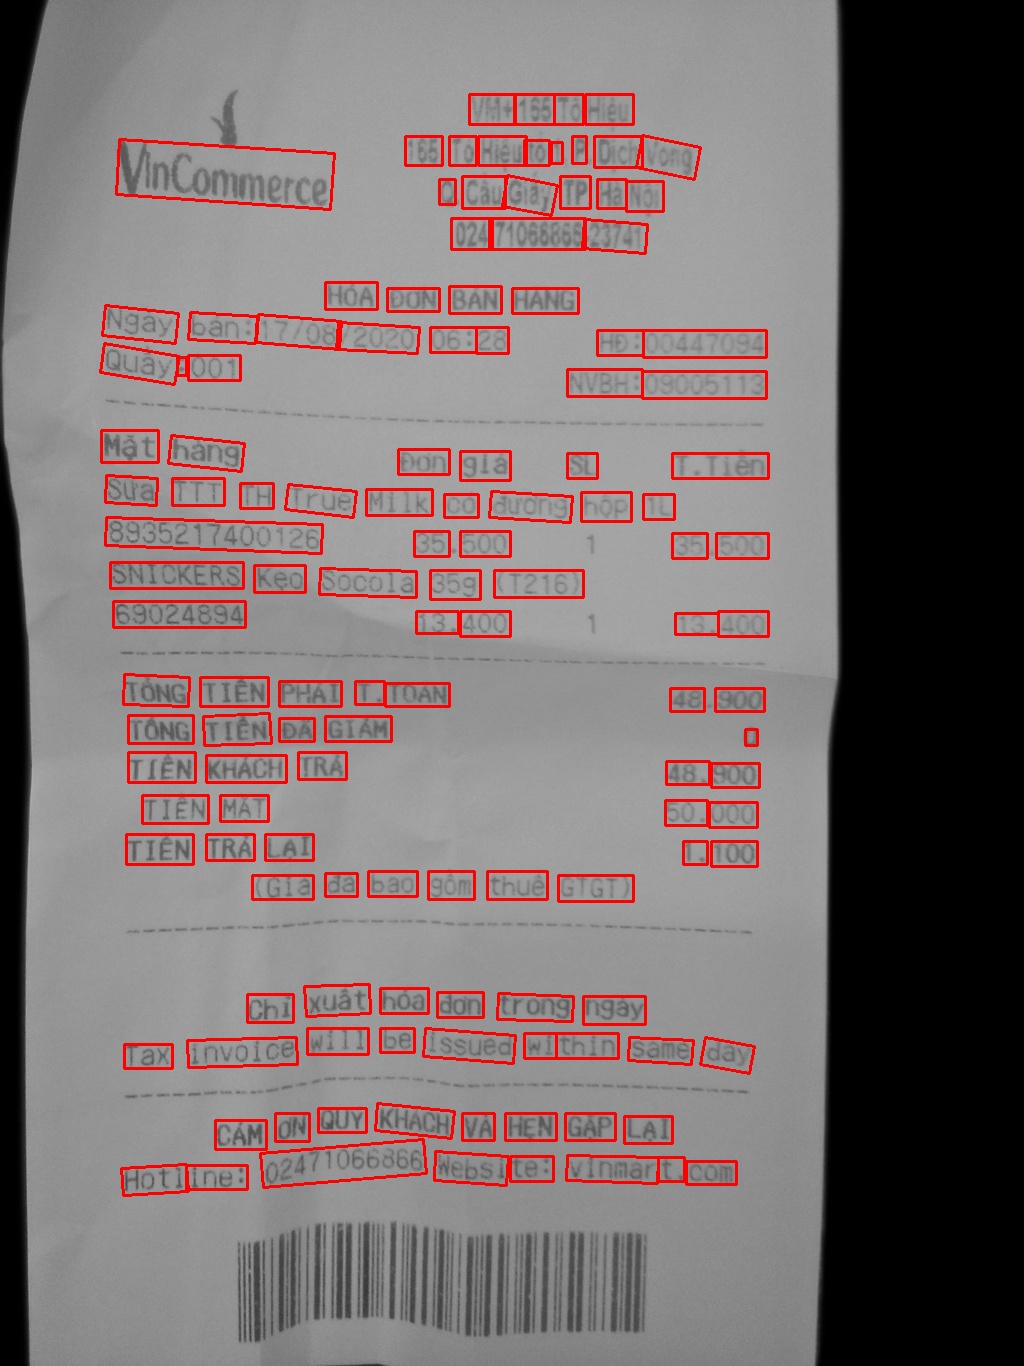 VinCommerce
VM+ 165 Tô Hiệu
165 Tô Hiệu tổ 1 P Dịch Vọng
Q Cầu Giấy TP Hà Nội
02471066866 23741
HÓA ĐƠN BÁN HÀNG
Ngày bán:17/08/2020 06:28 HĐ:00447094
Quầy:001 NVBH:09005113
Mặt hàng Đơn giá SL T.Tiền
Sữa TTT TH True Milk có đường hộp 1L
8935217400126 35.500 1 35.500
SNICKERS Kẹo Socola 35g (T216)
69024894 13.400 1 13.400
TỔNG TIỀN PHẢI T.TOÁN 48.900
TỔNG TIỀN ĐÃ GIẢM 0
TIỀN KHÁCH TRẢ 48.900
TIỀN MẶT 50.000
TIỀN TRẢ LẠI 1.100
(Giá đã bao gồm thuế GTGT)
Chỉ xuất hóa đơn trong ngày
Tax invoice will be issued within same day
CẢM ƠN QUÝ KHÁCH VÀ HẸN GẶP LẠI
Hotline: 02471066866 Website: vinmart.com